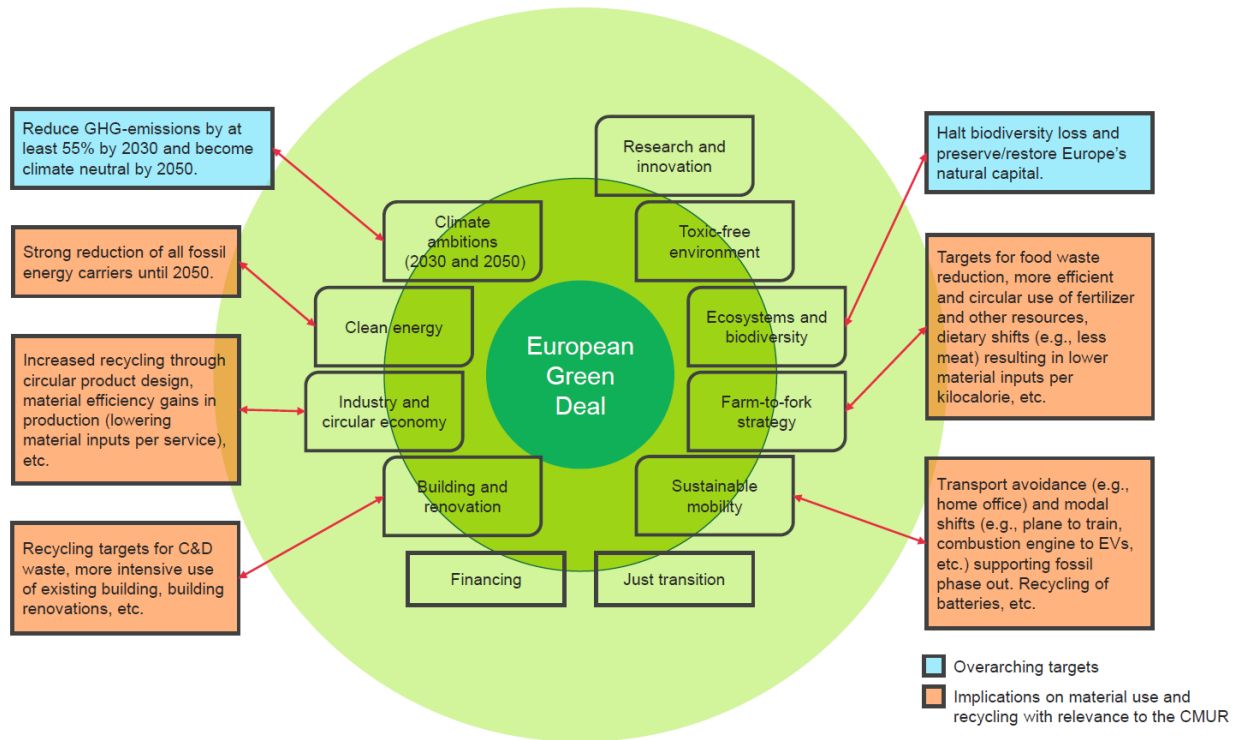 Reduce GHG-emissions by at
least 55% by 2030 and become
climate neutral by 2050.
Strong reduction of all fossil
energy carriers until 2050.
Increased recycling through
circular product design,
material efficiency gains in
production (lowering
material inputs per service),
etc.
Recycling targets for C&D
waste, more intensive use
of existing building, building
renovations, etc.
Climate
ambitions
(2030 and 2050)
Clean energy
Industry and
circular economy
Building and
renovation
Financing
European
Green
Deal
Research and
innovation
Toxic-free
environment
Ecosystems and
biodiversity
Farm-to-fork
strategy
Sustainable
mobility
Just transition
Halt biodiversity loss and
preserve/restore Europe's
natural capital.
Targets for food waste
reduction, more efficient
and circular use of fertilizer
and other resources,
dietary shifts (e.g., less
meat) resulting in lower
material inputs per
kilocalorie, etc.
Transport avoidance (e.g.,
home office) and modal
shifts (e.g., plane to train,
combustion engine to EVs,
etc.) supporting fossil
phase out. Recycling of
batteries, etc.
Overarching targets
Implications on material use and
recycling with relevance to the CMUR